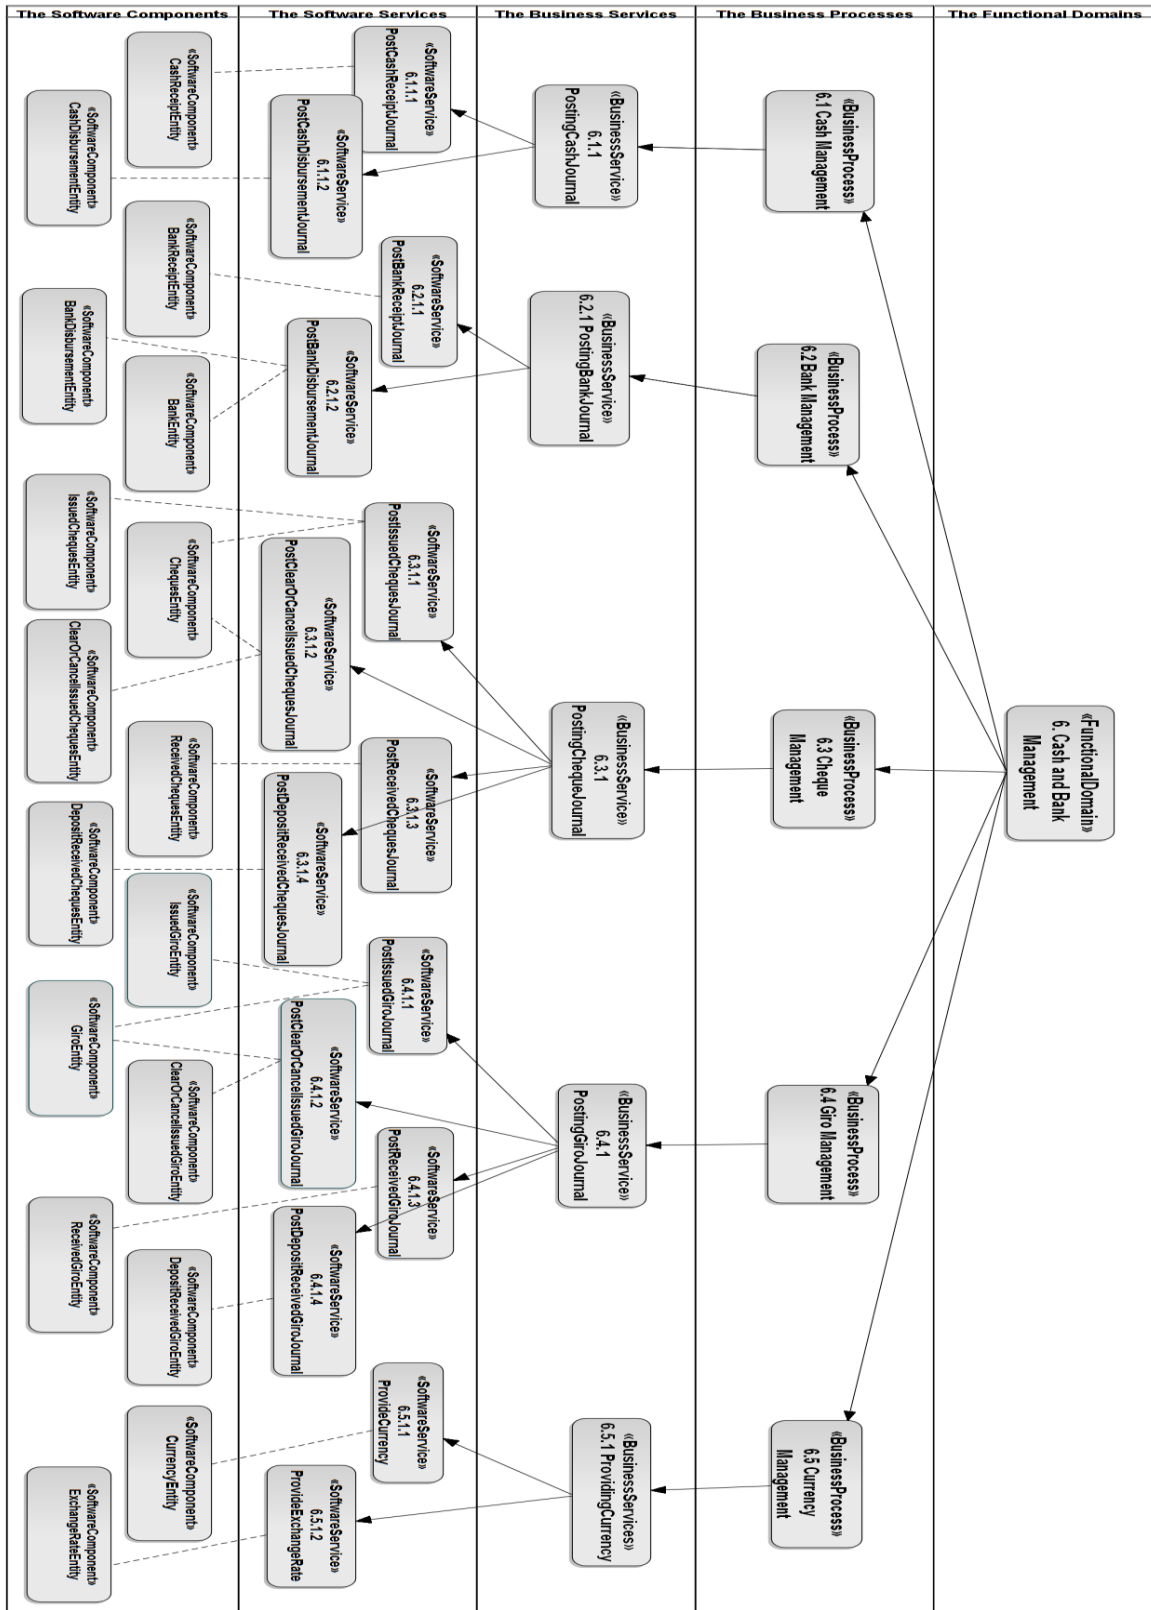 The Functional Domains
«FunctionalDomain»
6. Cash and Bank
Management
The Business Processes
«BusinessProcess»
6.1 Cash Management
«BusinessProcess»
6.2 Bank Management
«BusinessProcess»
6.3 Cheque
Management
«BusinessProcess»
6.4 Giro Management
«BusinessProcess»
6.5 Currency
Management
The Business Services
«BusinessService»
6.1.1
PostingCashJournal
«BusinessService»
6.2.1 PostingBankJournal
«BusinessService»
6.3.1
PostingChequeJournal
«BusinessService»
6.4.1
PostingGiroJournal
«BusinessServices»
6.5.1 ProvidingCurrency
The Software Services
«SoftwareService»
6.1.1.1
PostCashReceiptJournal
«SoftwareService»
6.1.1.2
PostCashDisbursementJournal
«SoftwareService»
6.2.1.1
PostBankReceiptJournal
«SoftwareService»
6.2.1.2
PostBankDisbursementJournal
«SoftwareService»
6.3.1.1
PostIssuedChequesJournal
«SoftwareService»
6.3.1.2
PostClearOrCancelIssuedChequesJournal
«SoftwareService»
6.3.1.3
PostReceivedChequesJournal
«SoftwareService»
6.3.1.4
PostDepositReceivedChequesJournal
«SoftwareService»
6.4.1.1
PostIssuedGiroJournal
«SoftwareService»
6.4.1.2
PostClearOrCancelIssuedGiroJournal
«SoftwareService»
6.4.1.3
PostReceivedGiroJournal
«SoftwareService»
6.4.1.4
PostDepositReceivedGiroJournal
«SoftwareService»
6.5.1.1
ProvideCurrency
«SoftwareService»
6.5.1.2
ProvideExchangeRate
The Software Components
«SoftwareComponent»
CashReceiptEntity
«SoftwareComponent»
CashDisbursementEntity
«SoftwareComponent»
BankReceiptEntity
«SoftwareComponent»
BankDisbursementEntity
«SoftwareComponent»
BankEntity
«SoftwareComponent»
IssuedChequesEntity
«SoftwareComponent»
ChequesEntity
«SoftwareComponent»
ClearOrCancelIssuedChequesEntity
«SoftwareComponent»
ReceivedChequesEntity
«SoftwareComponent»
DepositReceivedChequesEntity
«SoftwareComponent»
IssuedGiroEntity
«SoftwareComponent»
GiroEntity
«SoftwareComponent»
ClearOrCancelIssuedGiroEntity
«SoftwareComponent»
ReceivedGiroEntity
«SoftwareComponent»
DepositReceivedGiroEntity
«SoftwareComponent»
CurrencyEntity
«SoftwareComponent»
ExchangeRateEntity